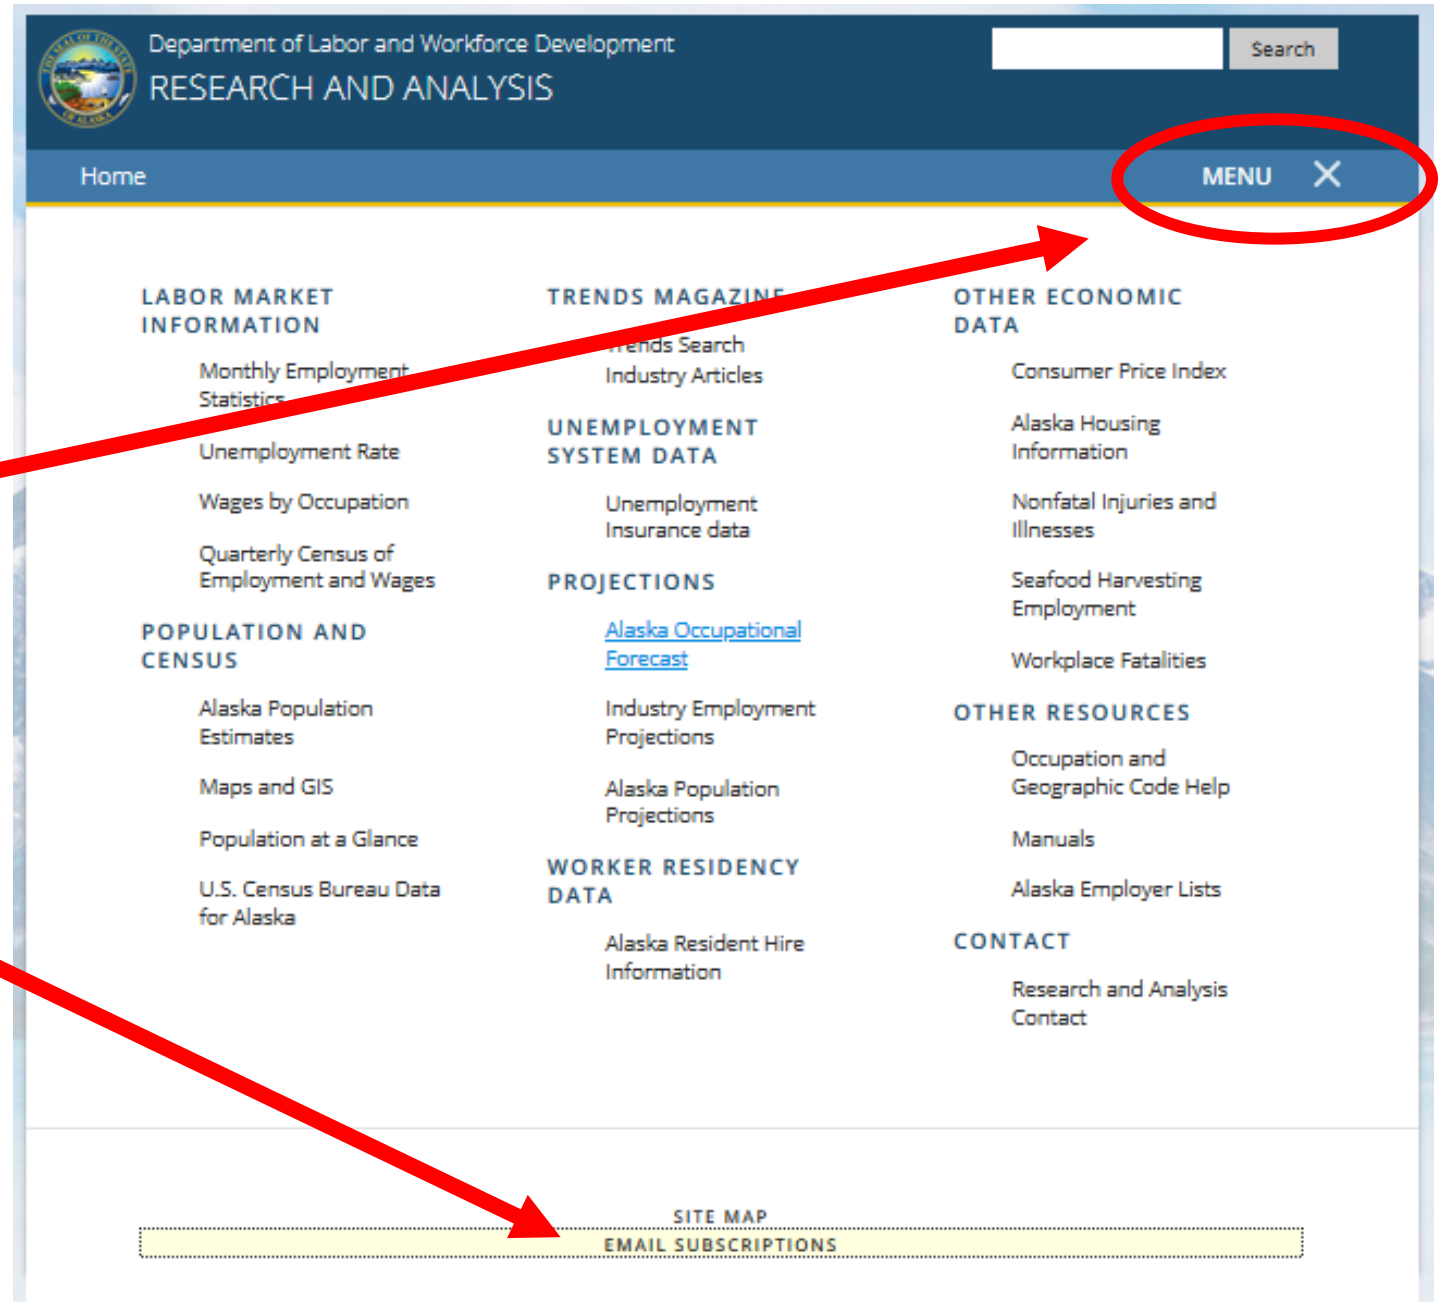 Department of Labor and Workforce Development
RESEARCH AND ANALYSIS
Search
Home
MENU
LABOR MARKET
INFORMATION
Monthly Employment
Statistics
Unemployment Rate
Wages by Occupation
Quarterly Census of
Employment and Wages
POPULATION AND
CENSUS
Alaska Population
Estimates
Maps and GIS
Population at a Glance
U.S. Census Bureau Data
for Alaska
TRENDS MAGAZINE
Trends Search
Industry Articles
UNEMPLOYMENT
SYSTEM DATA
Unemployment
Insurance data
PROJECTIONS
Alaska Occupational
Forecast
Industry Employment
Projections
Alaska Population
Projections
WORKER RESIDENCY
DATA
Alaska Resident Hire
Information
OTHER ECONOMIC
DATA
Consumer Price Index
Alaska Housing
Information
Nonfatal Injuries and
Illnesses
Seafood Harvesting
Employment
Workplace Fatalities
OTHER RESOURCES
Occupation and
Geographic Code Help
Manuals
Alaska Employer Lists
CONTACT
Research and Analysis
Contact
SITE MAP
EMAIL SUBSCRIPTIONS